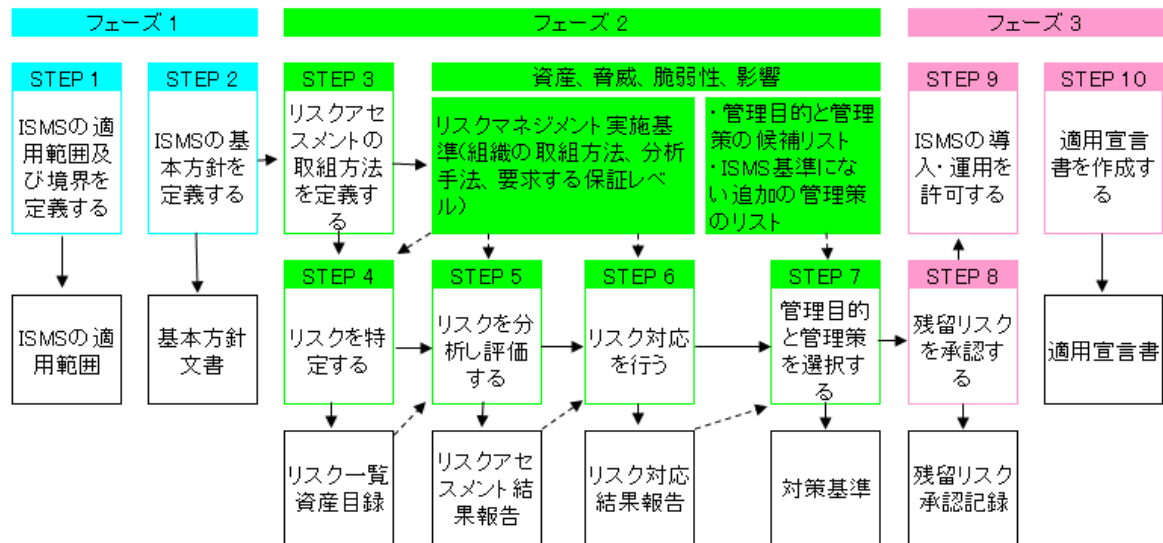 フェーズ1
フェーズ2
フェーズ3
STEP 1
ISMSの適
用範囲及
び境界を
定義する
STEP 2
ISMSの基
本方針を
定義する
STEP 3
リスクアセ
スメントの
取組方法
を定義す
る
資産、脅威、脆弱性、影響
リスクマネジメント実施基
準(組織の取組方法、分析
手法、要求する保証レベ
ル)
・管理目的と管理
策の候補リスト
・ISMS基準にな
い追加の管理策
のリスト
STEP 9
ISMSの導
入・運用を
許可する
STEP 10
適用宣言
書を作成す
る
STEP 4
リスクを特
定する
STEP 5
リスクを分
析し評価
する
STEP 6
リスク対応
を行う
STEP 7
管理目的
と管理策
を選択す
る
STEP 8
残留リスク
を承認す
る
ISMSの適
用範囲
基本方針
文書
適用宣言書
リスク一覧
資産目録
リスクアセ
スメント結
果報告
リスク対応
結果報告
対策基準
残留リスク
承認記録